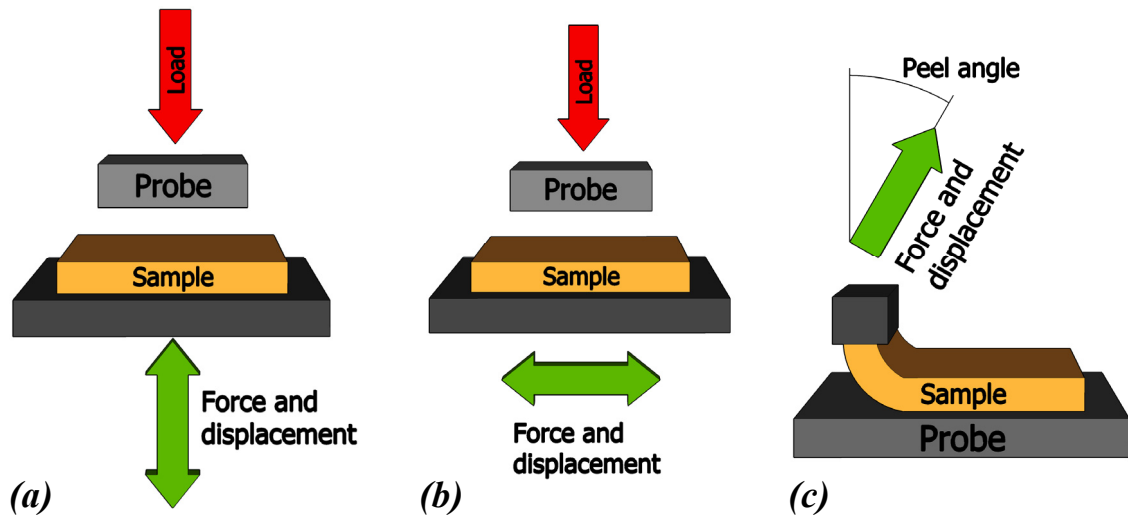 Load
Probe
Sample
Force and
displacement
(a)
Load
Probe
Sample
Force and
displacement
(b)
Peel angle
Force and
displacement
Sample
Probe
(c)